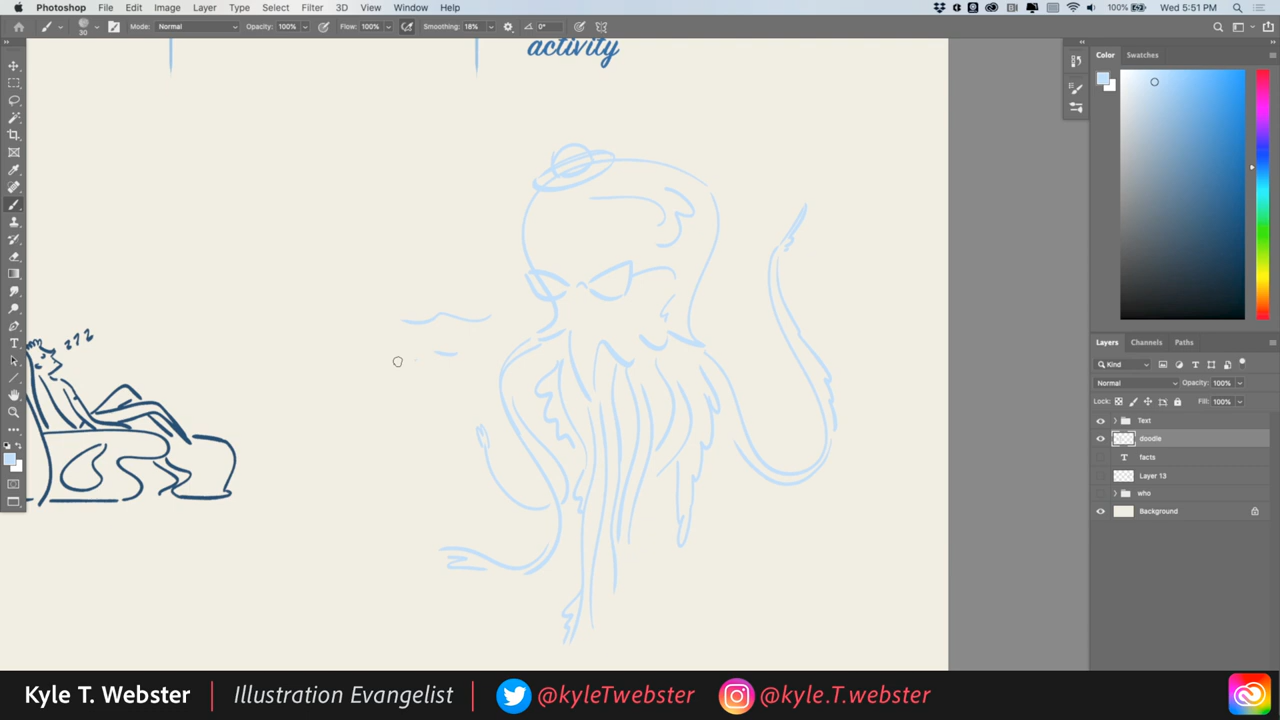 Photoshop File Edit Image Layer Type Select Filter 3D View Window Help 100% Wed 5:51 PM
30 Mode: Normal Opacity: 100% Flow: 100% Smoothing: 18% 0°
activity
Color Swatches
zzz
Layers Channels Paths
Kind
Normal Opacity: 100%
Lock: Fill: 100%
Text
doodle
T facts
Layer 13
who
Background
Kyle T. Webster | Illustration Evangelist | @kyleTwebster @kyle.T.webster